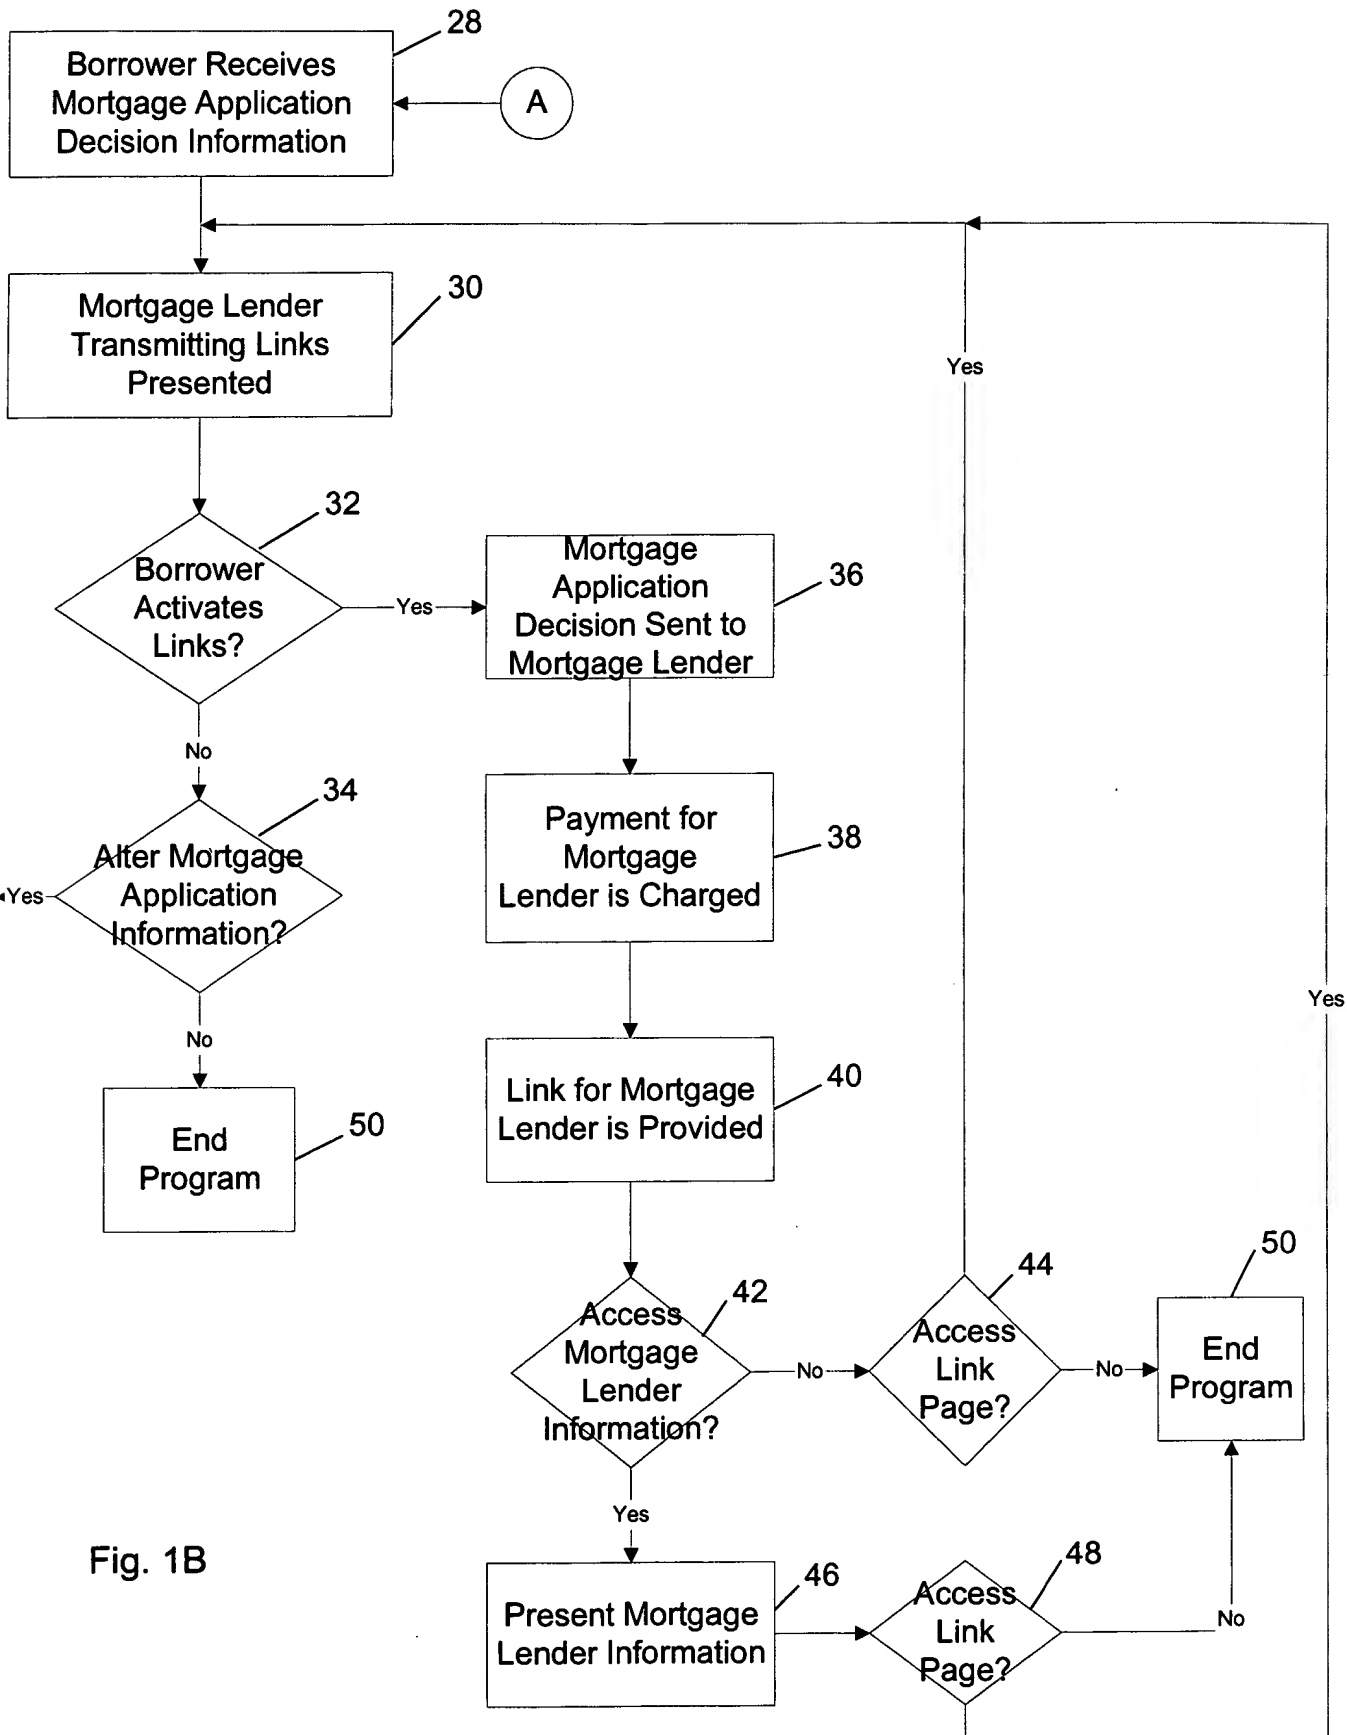 28
Borrower Receives
Mortgage Application
Decision Information
A
30
Mortgage Lender
Transmitting Links
Presented
Yes
32
Borrower
Activates
Links?
Yes
Mortgage
Application
Decision Sent to
Mortgage Lender
36
No
34
Alter Mortgage
Application
Information?
Yes
Payment for
Mortgage
Lender is Charged
38
Yes
No
End
Program
50
Link for Mortgage
Lender is Provided
40
Access
Mortgage
Lender
Information?
42
No
Access
Link
Page?
44
No
End
Program
50
Yes
Fig. 1B
Present Mortgage
Lender Information
46
Access
Link
Page?
48
No